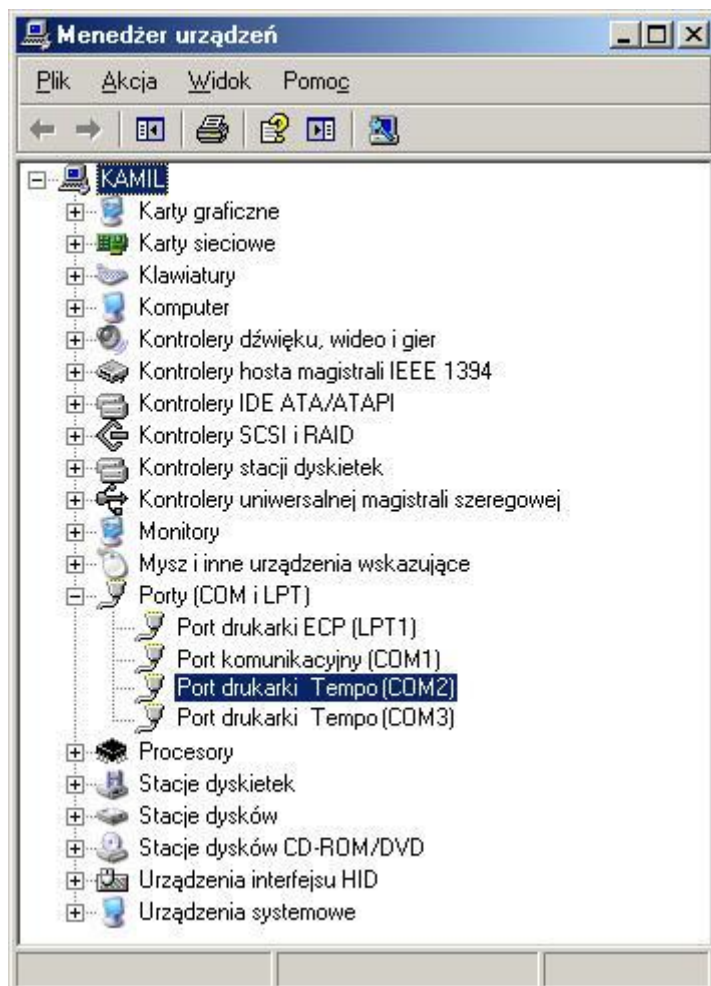 Menedżer urządzeń
Plik Akcja Widok Pomoc
KAMIL
Karty graficzne
Karty sieciowe
Klawiatury
Komputer
Kontrolery dźwięku, wideo i gier
Kontrolery hosta magistrali IEEE 1394
Kontrolery IDE ATA/ATAPI
Kontrolery SCSI i RAID
Kontrolery stacji dyskietek
Kontrolery uniwersalnej magistrali szeregowej
Monitory
Mysz i inne urządzenia wskazujące
Porty (COM i LPT)
Port drukarki ECP (LPT1)
Port komunikacyjny (COM1)
Port drukarki Tempo (COM2)
Port drukarki Tempo (COM3)
Procesory
Stacje dyskietek
Stacje dysków
Stacje dysków CD-ROM/DVD
Urządzenia interfejsu HID
Urządzenia systemowe